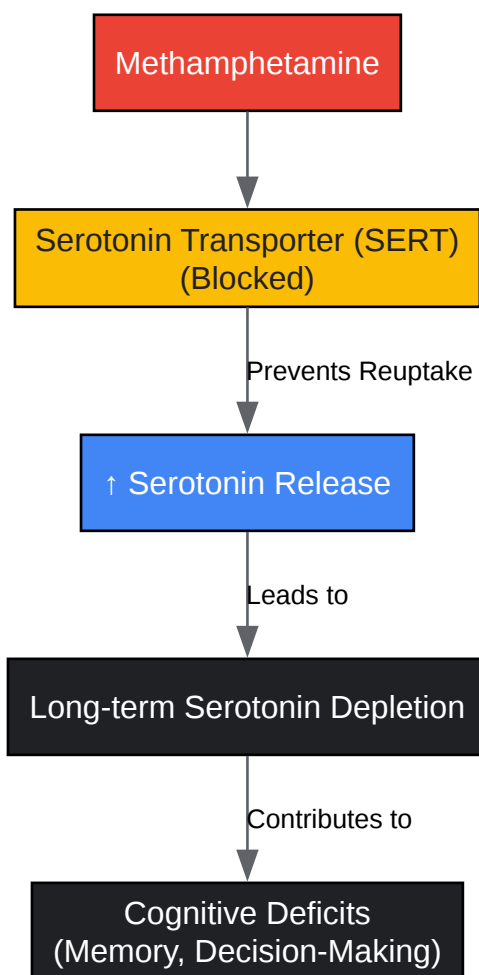 Methamphetamine
Serotonin Transporter (SERT)
(Blocked)
Prevents Reuptake
↑ Serotonin Release
Leads to
Long-term Serotonin Depletion
Contributes to
Cognitive Deficits
(Memory, Decision-Making)